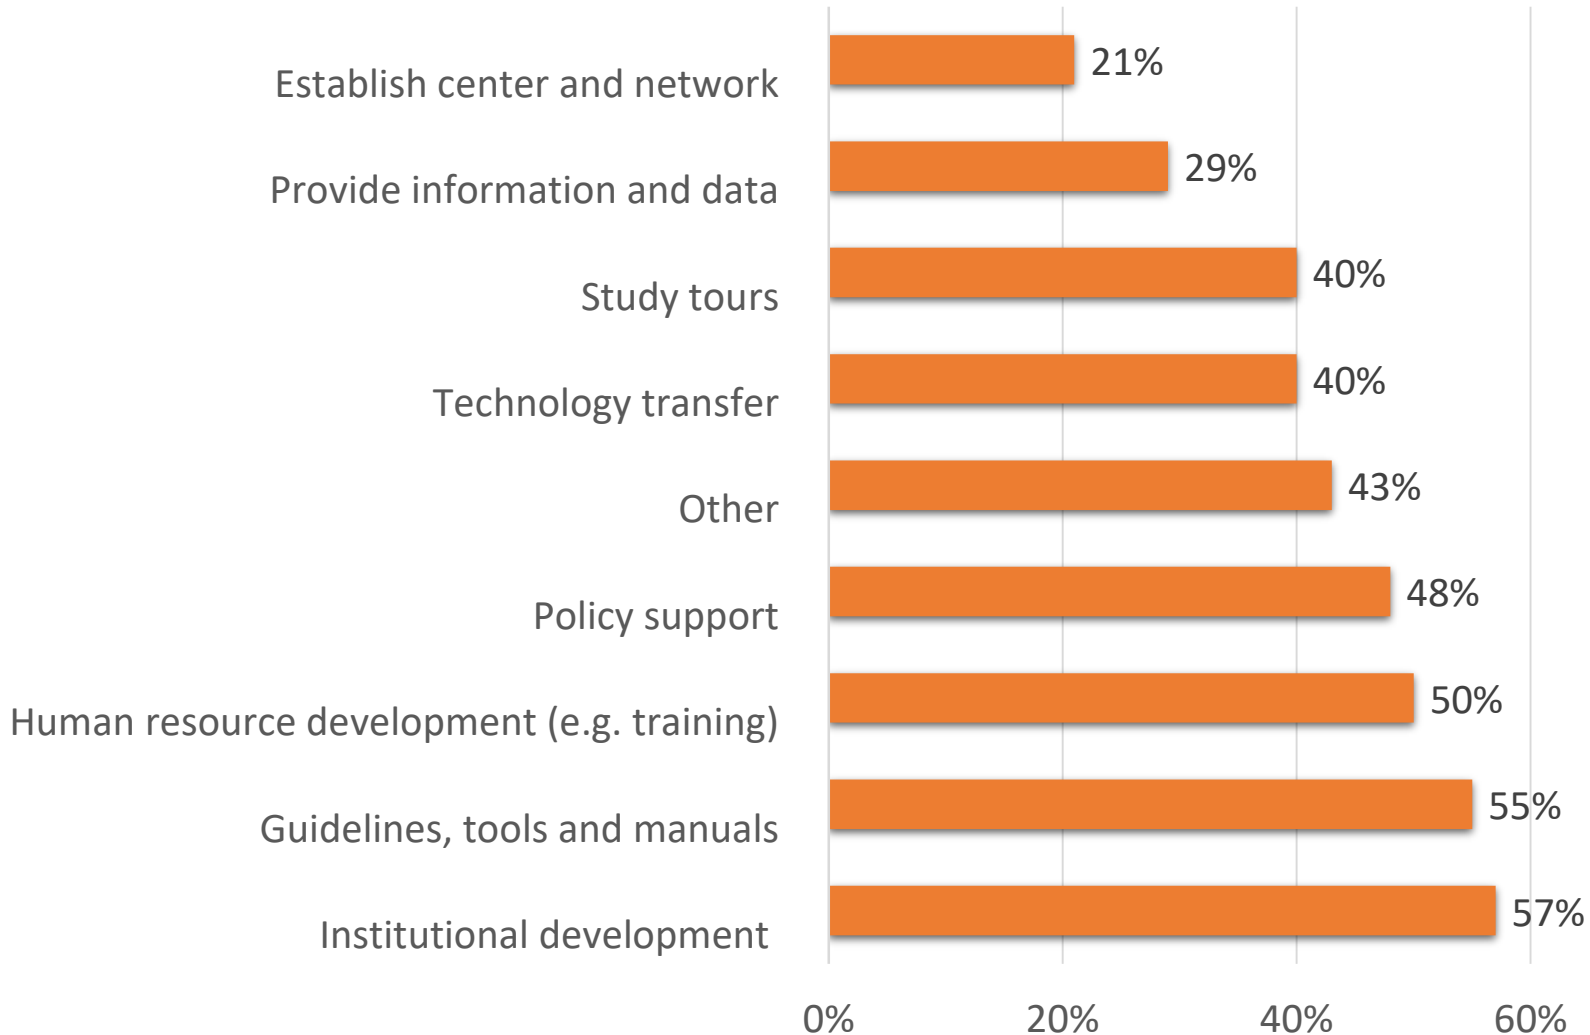 Establish center and network
21%
Provide information and data
29%
Study tours
40%
Technology transfer
40%
Other
43%
Policy support
48%
Human resource development (e.g. training)
50%
Guidelines, tools and manuals
55%
Institutional development
57%
0%
20%
40%
60%